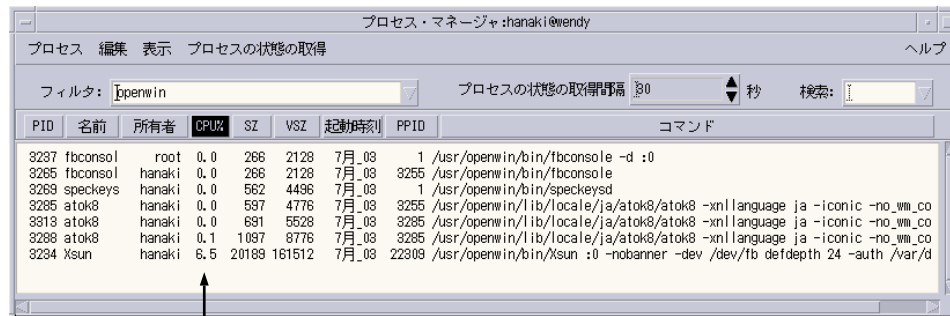 プロセス・マネージャ:hanaki@wendy
プロセス 編集 表示 プロセスの状態の取得 ヘルプ
フィルタ: openwin プロセスの状態の取得間隔 30 秒 検索:
PID 名前 所有者 CPU% SZ VSZ 起動時刻 PPID コマンド
3237 fbconsol root 0.0 266 2128 7月_03 1 /usr/openwin/bin/fbconsole -d :0
3265 fbconsol hanaki 0.0 266 2128 7月_03 3255 /usr/openwin/bin/fbconsole
3269 speckeys hanaki 0.0 562 4496 7月_03 1 /usr/openwin/bin/speckeysd
3285 atok8 hanaki 0.0 597 4776 7月_03 3255 /usr/openwin/lib/locale/ja/atok8/atok8 -xnllanguage ja -iconic -no_wm_co
3313 atok8 hanaki 0.0 691 5528 7月_03 3285 /usr/openwin/lib/locale/ja/atok8/atok8 -xnllanguage ja -iconic -no_wm_co
3288 atok8 hanaki 0.1 1097 8776 7月_03 3285 /usr/openwin/lib/locale/ja/atok8/atok8 -xnllanguage ja -iconic -no_wm_co
3234 Xsun hanaki 6.5 20189 161512 7月_03 22309 /usr/openwin/bin/Xsun :0 -nobanner -dev /dev/fb defdepth 24 -auth /var/d